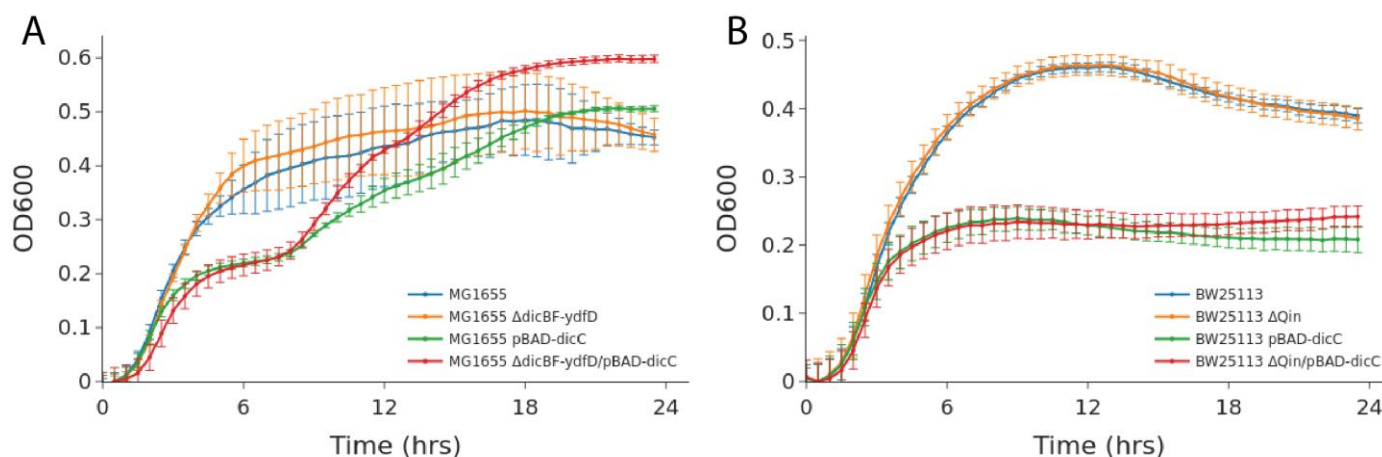 A
0.6
0.5
0.4
0.3
0.2
0.1
0
OD600
0 6 12 18 24
Time (hrs)
MG1655
MG1655 ΔdicBF-ydfD
MG1655 pBAD-dicC
MG1655 ΔdicBF-ydfD/pBAD-dicC
B
0.5
0.4
0.3
0.2
0.1
0
OD600
0 6 12 18 24
Time (hrs)
BW25113
BW25113 ΔQin
BW25113 pBAD-dicC
BW25113 ΔQin/pBAD-dicC